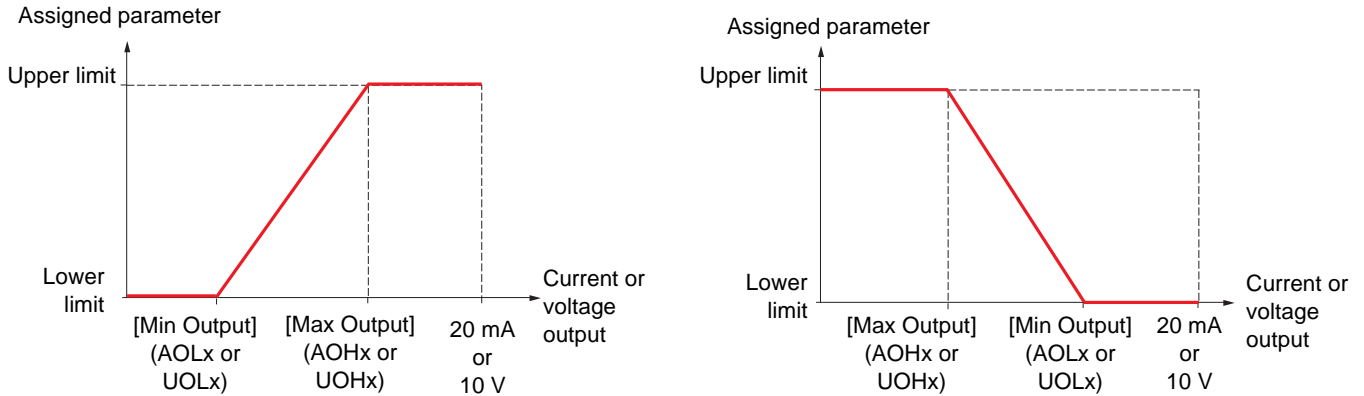 Assigned parameter
Upper limit
Lower
limit
[Min Output]
(AOLx or
UOLx)
[Max Output]
(AOHx or
UOHx)
20 mA
or
10 V
Current or
voltage
output
Assigned parameter
Upper limit
Lower
limit
[Max Output]
(AOHx or
UOHx)
[Min Output]
(AOLx or
UOLx)
20 mA
or
10 V
Current or
voltage
output